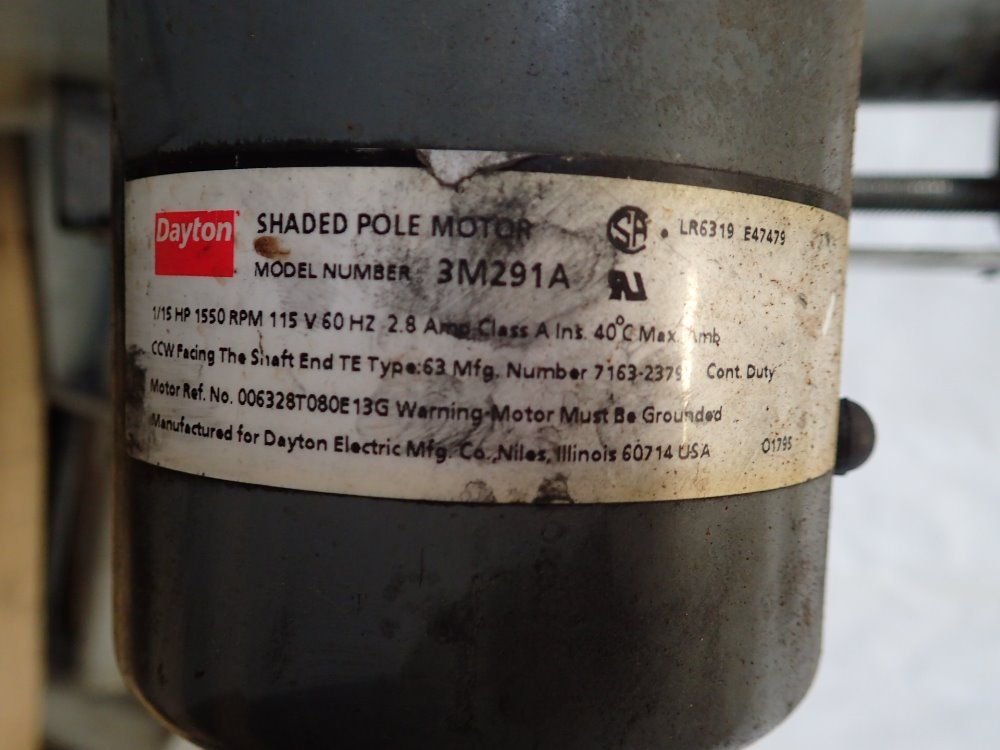 Dayton SHADED POLE MOTOR SA LR6319 E47479
MODEL NUMBER 3M291A
1/15 HP 1550 RPM 115 V 60 HZ 2.8 Amp Class A Ins. 40°C Max. Amb
CCW Facing The Shaft End TE Type:63 Mfg. Number 7163-2379 Cont. Duty
Motor Ref. No. 006328T080E13G Warning-Motor Must Be Grounded
Manufactured for Dayton Electric Mfg. Co., Niles, Illinois 60714 USA 01795